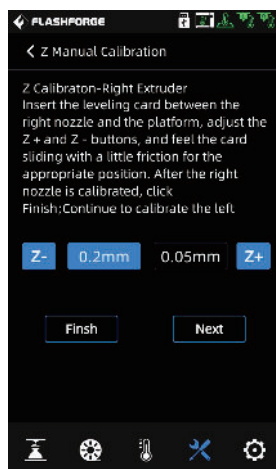 FLASHFORGE
Z Manual Calibration
Z Calibraton-Right Extruder
Insert the leveling card between the
right nozzle and the platform, adjust the
Z + and Z - buttons, and feel the card
sliding with a little friction for the
appropriate position. After the right
nozzle is calibrated, click
Finish;Continue to calibrate the left
Z- 0.2mm 0.05mm Z+
Finsh Next